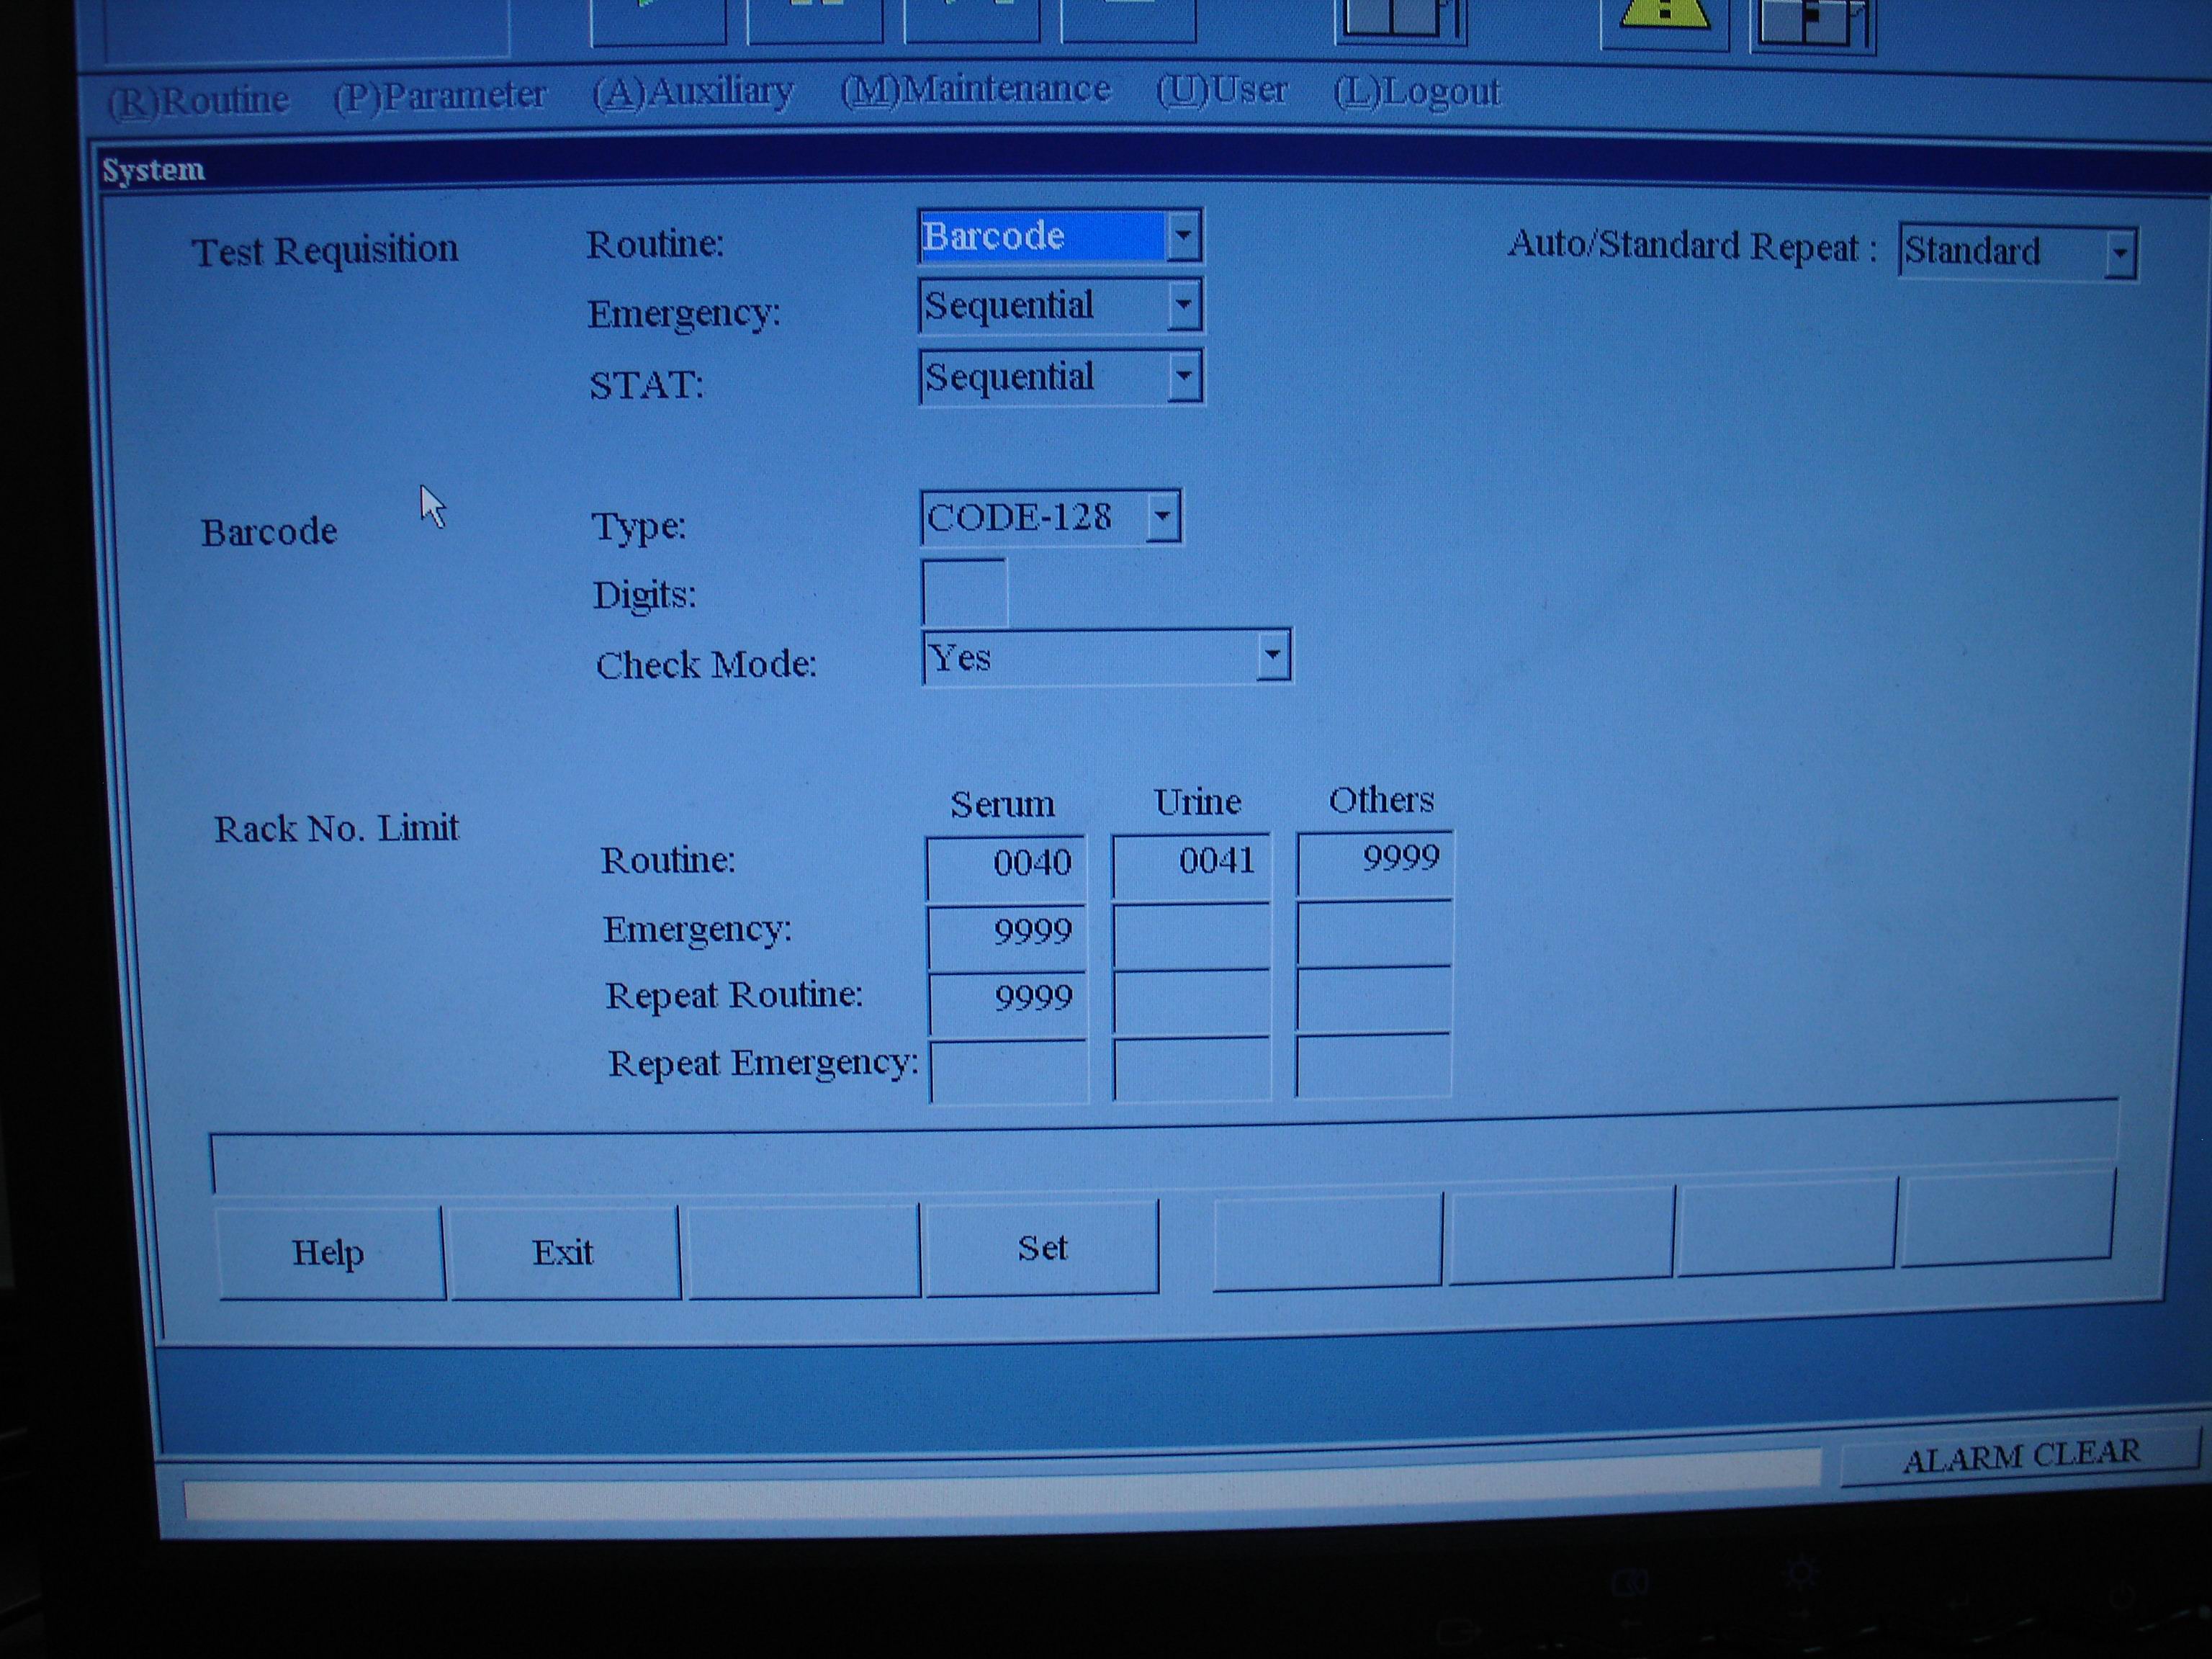 (R)Routine (P)Parameter (A)Auxiliary (M)Maintenance (U)User (L)Logout
System
Test Requisition Routine: Barcode Auto/Standard Repeat : Standard
Emergency: Sequential
STAT: Sequential
Barcode Type: CODE-128
Digits:
Check Mode: Yes
Serum Urine Others
Rack No. Limit
Routine: 0040 0041 9999
Emergency: 9999
Repeat Routine: 9999
Repeat Emergency:
Help Exit Set
ALARM CLEAR